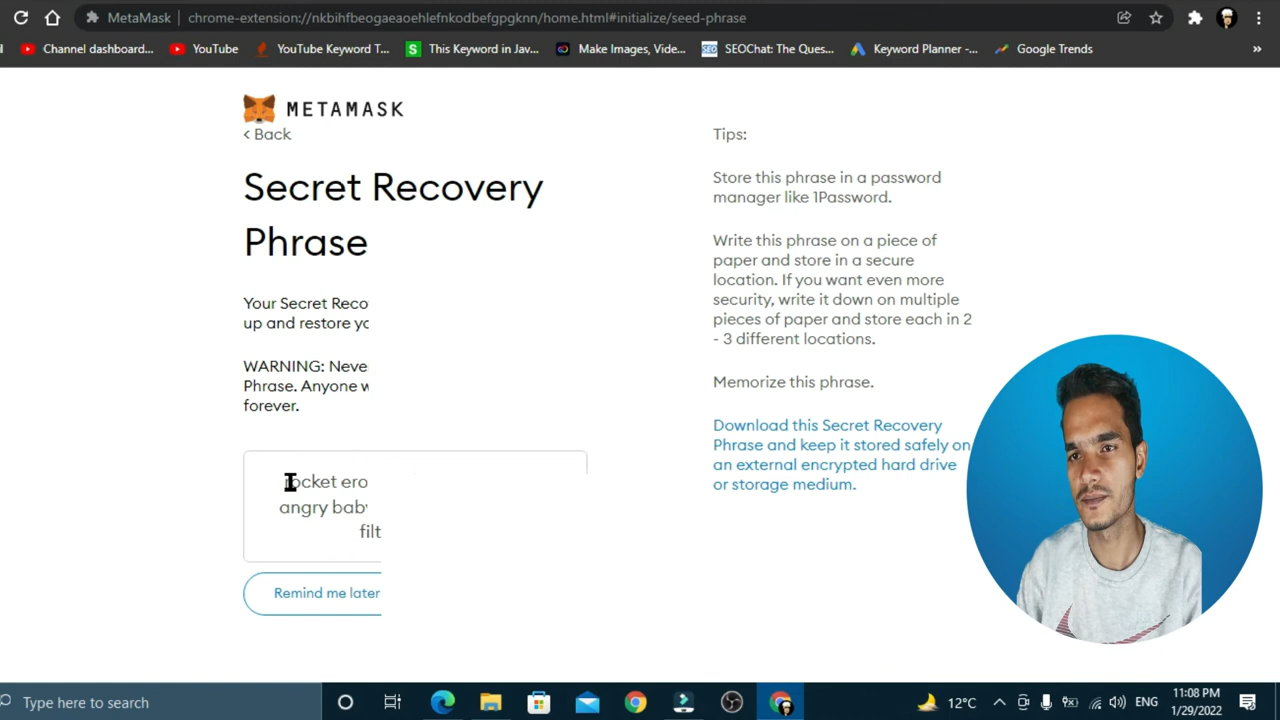 MetaMask
chrome-extension://nkbihfbeogaeaoehlefnkodbefgpgknn/home.html#initialize/seed-phrase
Channel dashboard...
YouTube
YouTube Keyword T...
S
This Keyword in Jav...
Make Images, Vide...
SEO
SEOChat: The Ques...
Keyword Planner -...
Google Trends
»
METAMASK
< Back
Secret Recovery
Phrase
Your Secret Reco
up and restore yo
WARNING: Neve
Phrase. Anyone w
forever.
rocket ero
angry bab
filt
Remind me later
Tips:
Store this phrase in a password
manager like 1Password.
Write this phrase on a piece of
paper and store in a secure
location. If you want even more
security, write it down on multiple
pieces of paper and store each in 2
- 3 different locations.
Memorize this phrase.
Download this Secret Recovery
Phrase and keep it stored safely on
an external encrypted hard drive
or storage medium.
Type here to search
12°C
ENG
11:08 PM
1/29/2022